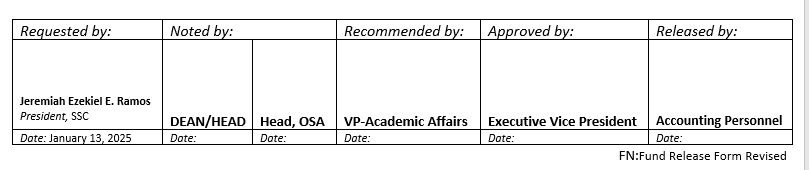 Requested by: Noted by: Recommended by: Approved by: Released by:
Jeremiah Ezekiel E. Ramos
President, SSC
DEAN/HEAD Head, OSA VP-Academic Affairs Executive Vice President Accounting Personnel
Date: January 13, 2025 Date: Date: Date: Date: Date:
FN:Fund Release Form Revised